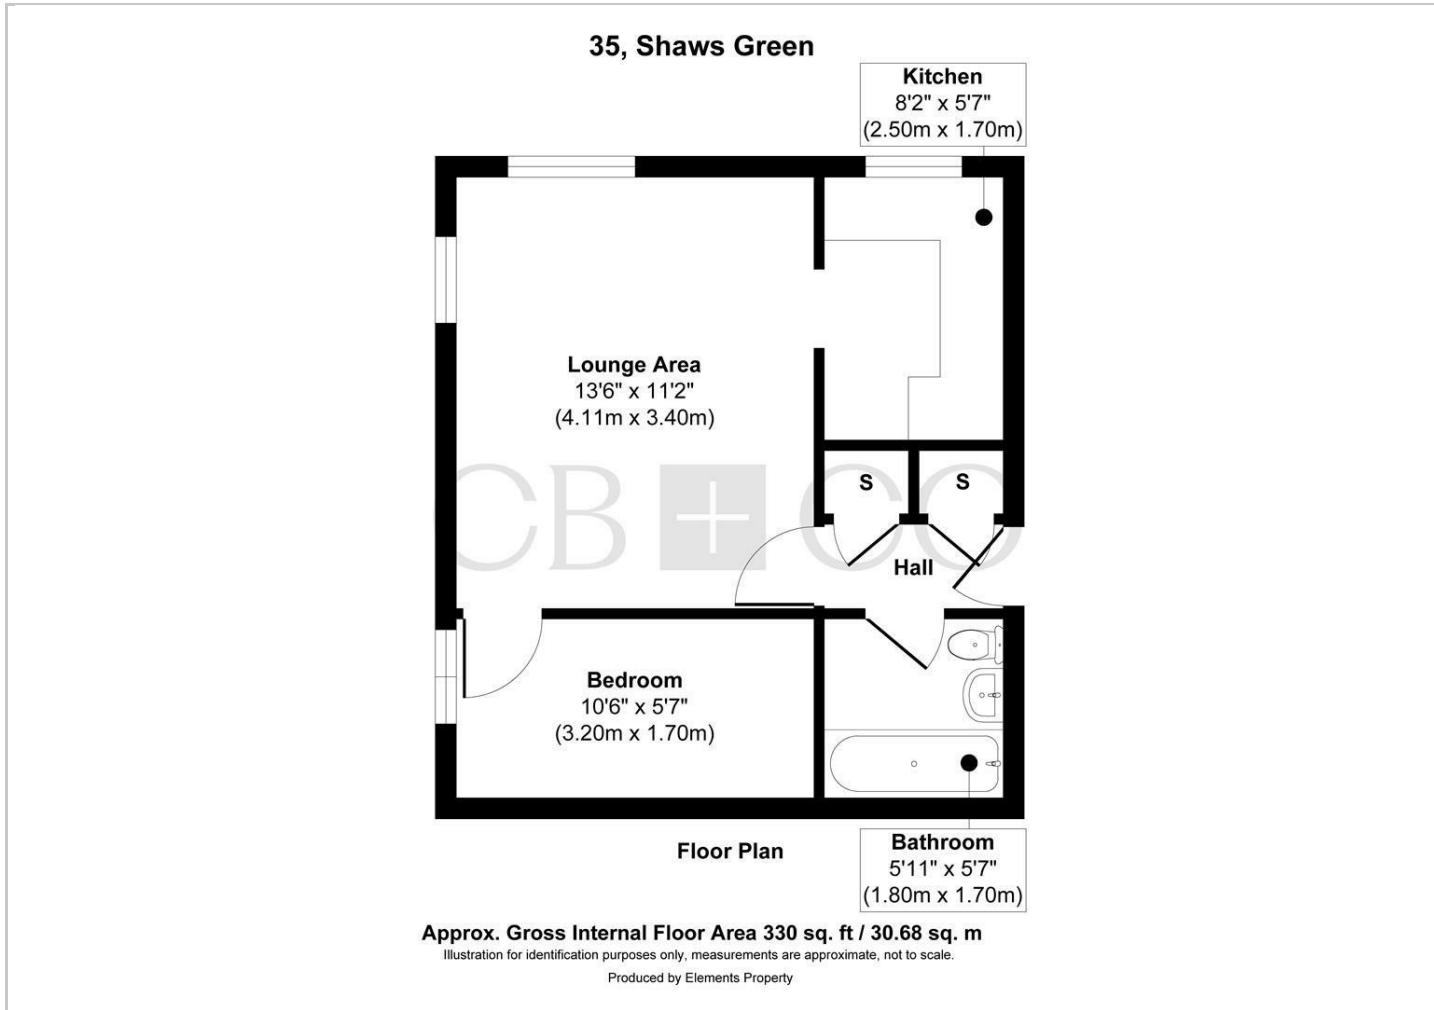 35, Shaws Green
Kitchen
8'2" x 5'7"
(2.50m x 1.70m)
Lounge Area
13'6" x 11'2"
(4.11m x 3.40m)
CB + CO
S
S
Hall
Bedroom
10'6" x 5'7"
(3.20m x 1.70m)
Floor Plan
Bathroom
5'11" x 5'7"
(1.80m x 1.70m)
Approx. Gross Internal Floor Area 330 sq. ft / 30.68 sq. m
Illustration for identification purposes only, measurements are approximate, not to scale.
Produced by Elements Property